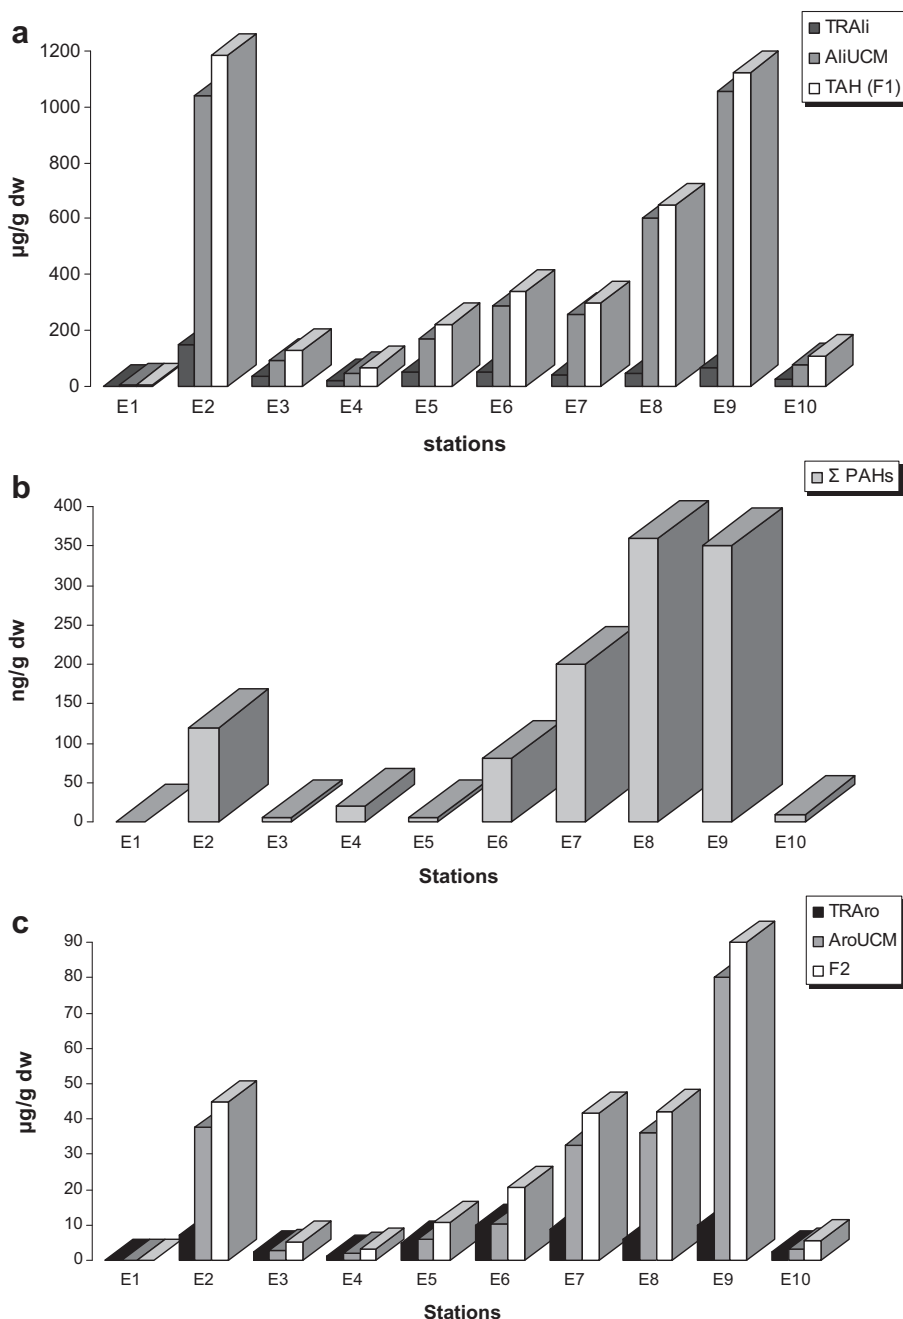 a
TRAli
AliUCM
TAH (F1)
1200
1000
800
600
400
200
0
µg/g dw
E1 E2 E3 E4 E5 E6 E7 E8 E9 E10
stations
b
Σ PAHs
400
350
300
250
200
150
100
50
0
ng/g dw
E1 E2 E3 E4 E5 E6 E7 E8 E9 E10
Stations
c
TRAro
AroUCM
F2
90
80
70
60
50
40
30
20
10
0
µg/g dw
E1 E2 E3 E4 E5 E6 E7 E8 E9 E10
Stations